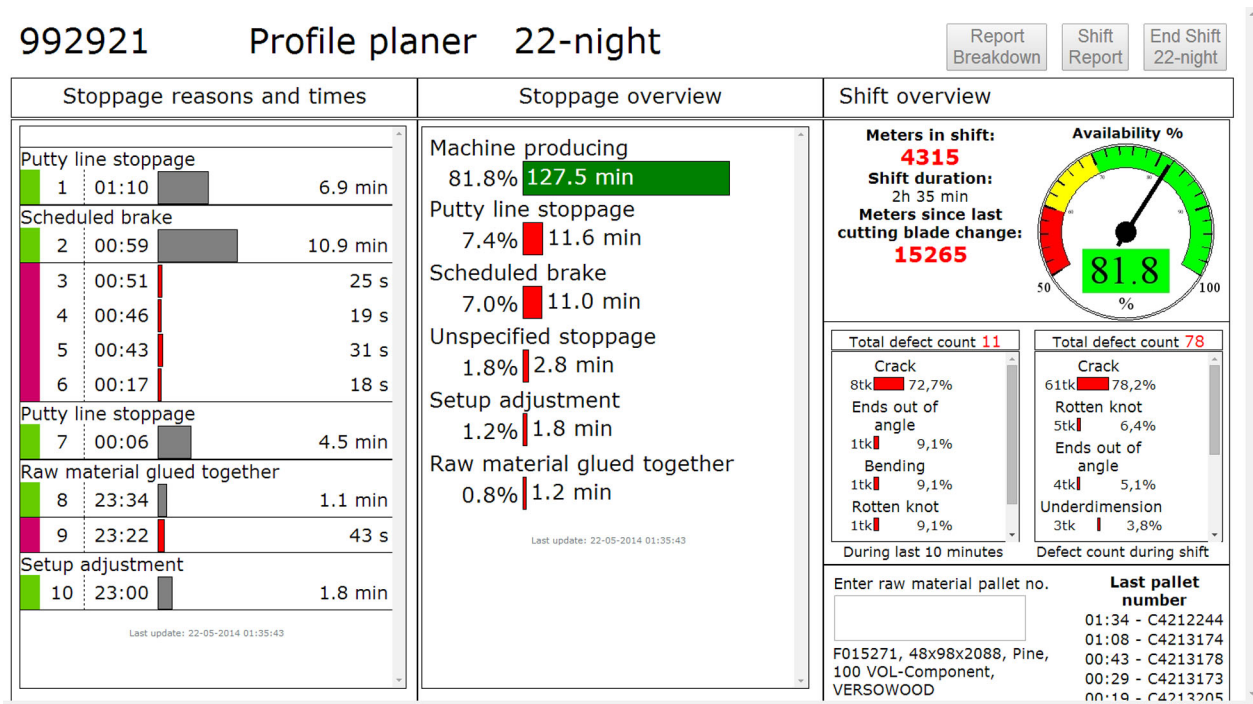 992921 Profile planer 22-night
Report Breakdown
Shift Report
End Shift 22-night
Stoppage reasons and times
Putty line stoppage
1 01:10 6.9 min
Scheduled brake
2 00:59 10.9 min
3 00:51 25 s
4 00:46 19 s
5 00:43 31 s
6 00:17 18 s
Putty line stoppage
7 00:06 4.5 min
Raw material glued together
8 23:34 1.1 min
9 23:22 43 s
Setup adjustment
10 23:00 1.8 min
Last update: 22-05-2014 01:35:43
Stoppage overview
Machine producing
81.8% 127.5 min
Putty line stoppage
7.4% 11.6 min
Scheduled brake
7.0% 11.0 min
Unspecified stoppage
1.8% 2.8 min
Setup adjustment
1.2% 1.8 min
Raw material glued together
0.8% 1.2 min
Last update: 22-05-2014 01:35:43
Shift overview
Meters in shift:
4315
Shift duration:
2h 35 min
Meters since last
cutting blade change:
15265
Availability %
50 60 70 80 90 100
81.8
%
Total defect count 11
Crack
8tk 72,7%
Ends out of
angle
1tk 9,1%
Bending
1tk 9,1%
Rotten knot
1tk 9,1%
During last 10 minutes
Total defect count 78
Crack
61tk 78,2%
Rotten knot
5tk 6,4%
Ends out of
angle
4tk 5,1%
Underdimension
3tk 3,8%
Defect count during shift
Enter raw material pallet no.
F015271, 48x98x2088, Pine,
100 VOL-Component,
VERSOWOOD
Last pallet
number
01:34 - C4212244
01:08 - C4213174
00:43 - C4213178
00:29 - C4213173
00:19 - C4213205